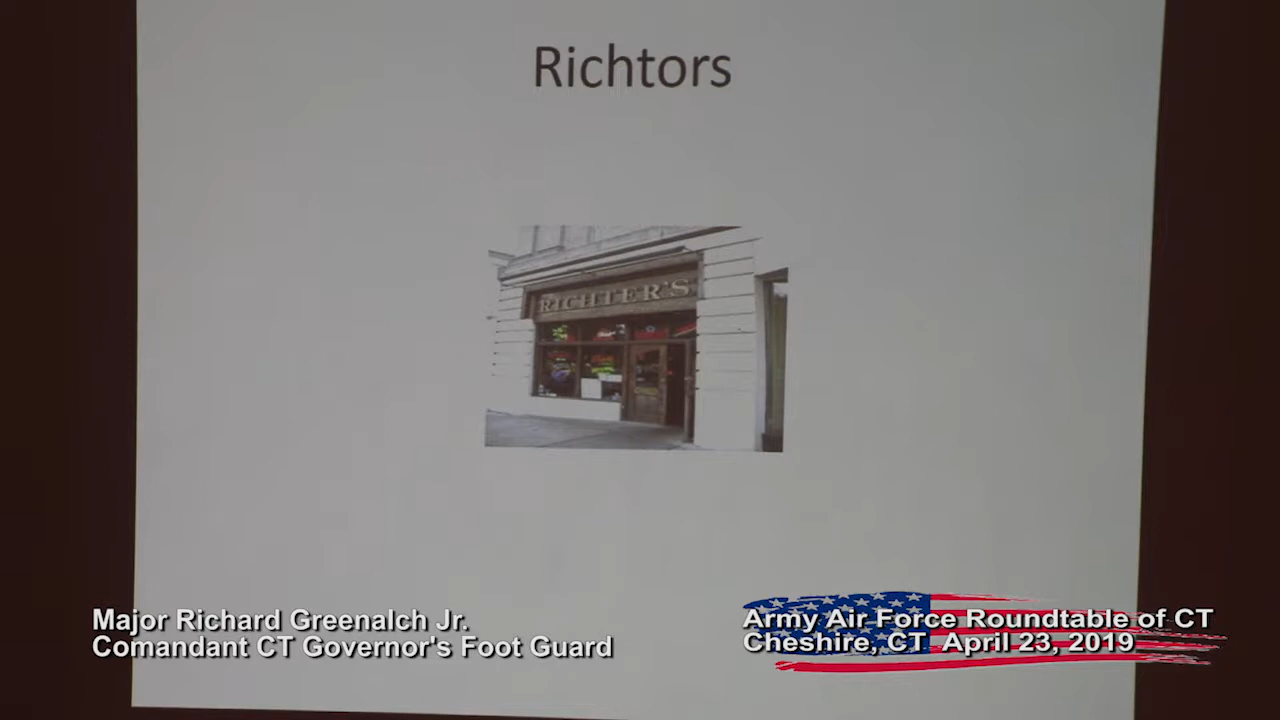 Richtors
RICHTER'S
Major Richard Greenalch Jr.
Comandant CT Governor's Foot Guard
Army Air Force Roundtable of CT
Cheshire, CT April 23, 2019